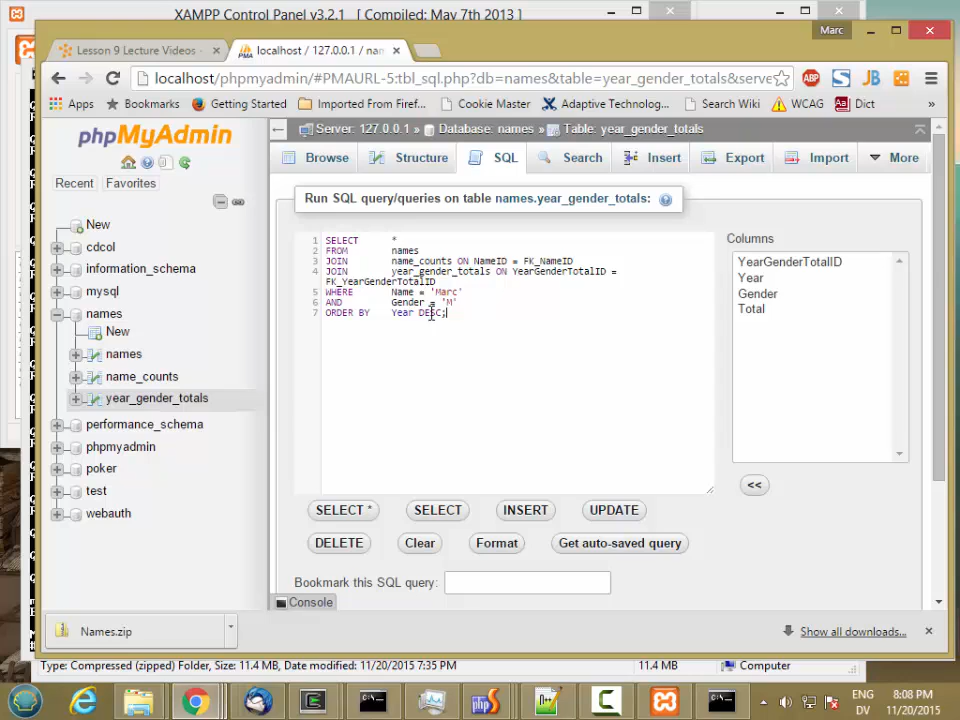 XAMPP Control Panel v3.2.1 [ Compiled: May 7th 2013 ]
Marc
Lesson 9 Lecture Videos -
localhost / 127.0.0.1 / nan
localhost/phpmyadmin/#PMAURL-5:tbl_sql.php?db=names&table=year_gender_totals&serve
ABP
S
JB
Apps
Bookmarks
Getting Started
Imported From Firef...
Cookie Master
Adaptive Technolog...
Search Wiki
WCAG
Ad
Dict
»
phpMyAdmin
Recent
Favorites
New
cdcol
information_schema
mysql
names
New
names
name_counts
year_gender_totals
performance_schema
phpmyadmin
poker
test
webauth
Server: 127.0.0.1 » Database: names » Table: year_gender_totals
Browse
Structure
SQL
Search
Insert
Export
Import
More
Run SQL query/queries on table names.year_gender_totals:
1 SELECT *
2 FROM names
3 JOIN name_counts ON NameID = FK_NameID
4 JOIN year_gender_totals ON YearGenderTotalID =
FK_YearGenderTotalID
5 WHERE Name = 'Marc'
6 AND Gender = 'M'
7 ORDER BY Year DESC;
Columns
YearGenderTotalID
Year
Gender
Total
<<
SELECT *
SELECT
INSERT
UPDATE
DELETE
Clear
Format
Get auto-saved query
Bookmark this SQL query:
Console
Names.zip
Show all downloads...
Type: Compressed (zipped) Folder, Size: 11.4 MB, Date modified: 11/20/2015 7:35 PM
11.4 MB
Computer
ENG
DV
8:08 PM
11/20/2015